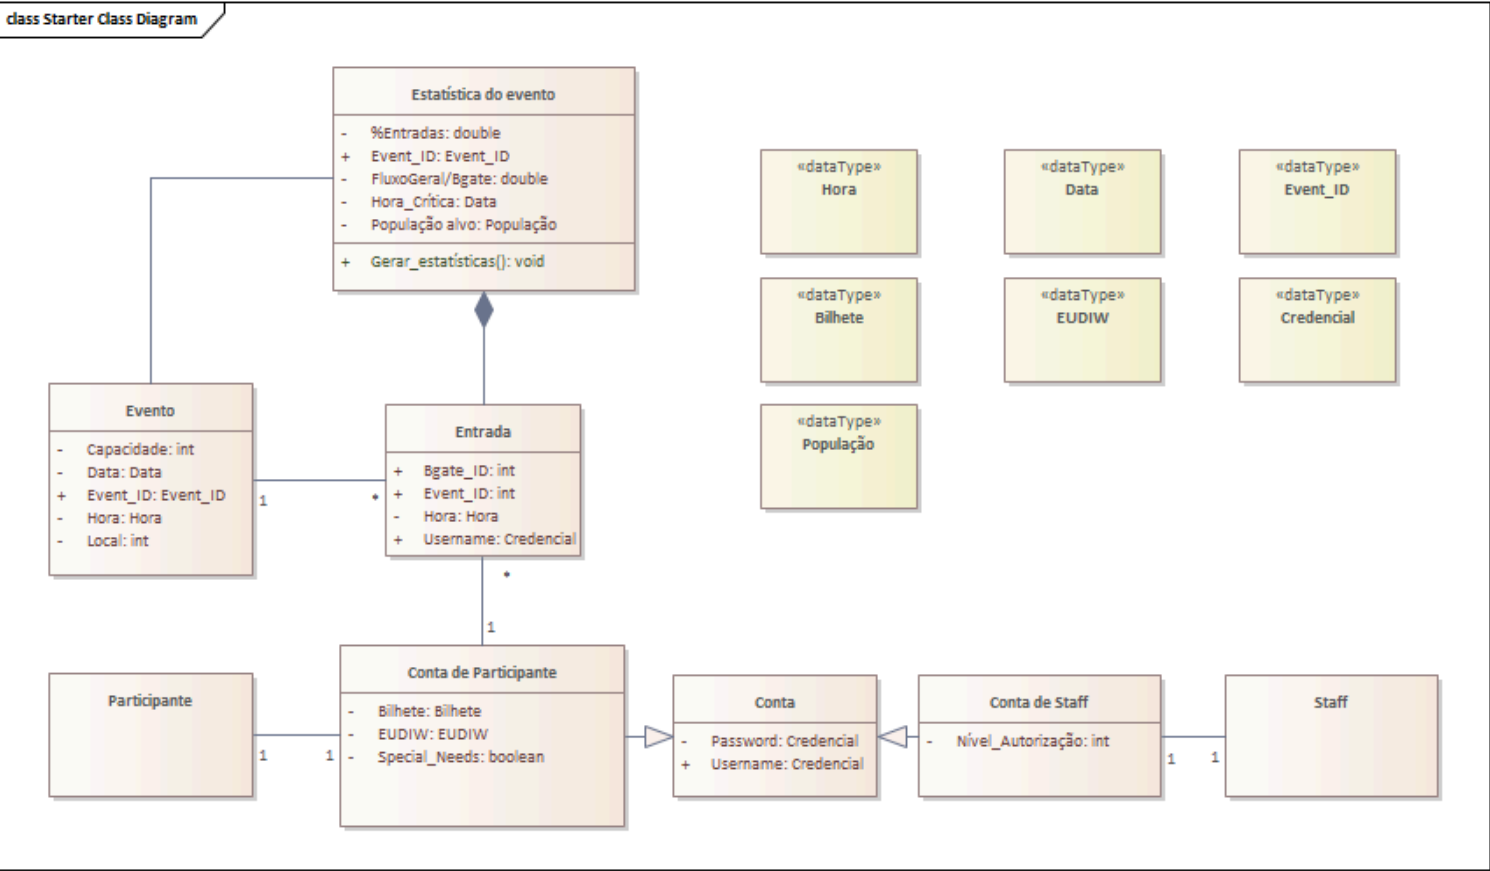 class Starter Class Diagram
Estatística do evento
- %Entradas: double
+ Event_ID: Event_ID
- FluxoGeral/Bgate: double
- Hora_Crítica: Data
- População alvo: População
+ Gerar_estatísticas(): void
«dataType»
Hora
«dataType»
Data
«dataType»
Event_ID
«dataType»
Bilhete
«dataType»
EUDIW
«dataType»
Credencial
«dataType»
População
Evento
- Capacidade: int
- Data: Data
+ Event_ID: Event_ID
- Hora: Hora
- Local: int
1
*
Entrada
+ Bgate_ID: int
+ Event_ID: int
- Hora: Hora
+ Username: Credencial
*
1
Participante
1
1
Conta de Participante
- Bilhete: Bilhete
- EUDIW: EUDIW
- Special_Needs: boolean
Conta
- Password: Credencial
+ Username: Credencial
Conta de Staff
- Nível_Autorização: int
1
1
Staff